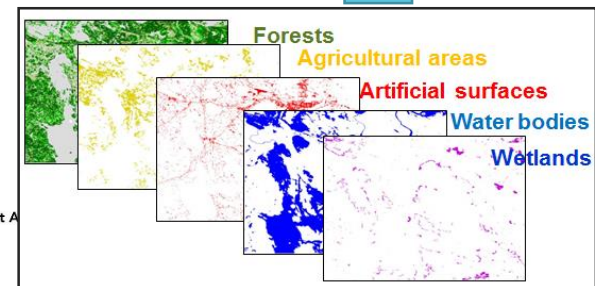 Forests
Agricultural areas
Artificial surfaces
Water bodies
Wetlands
t A